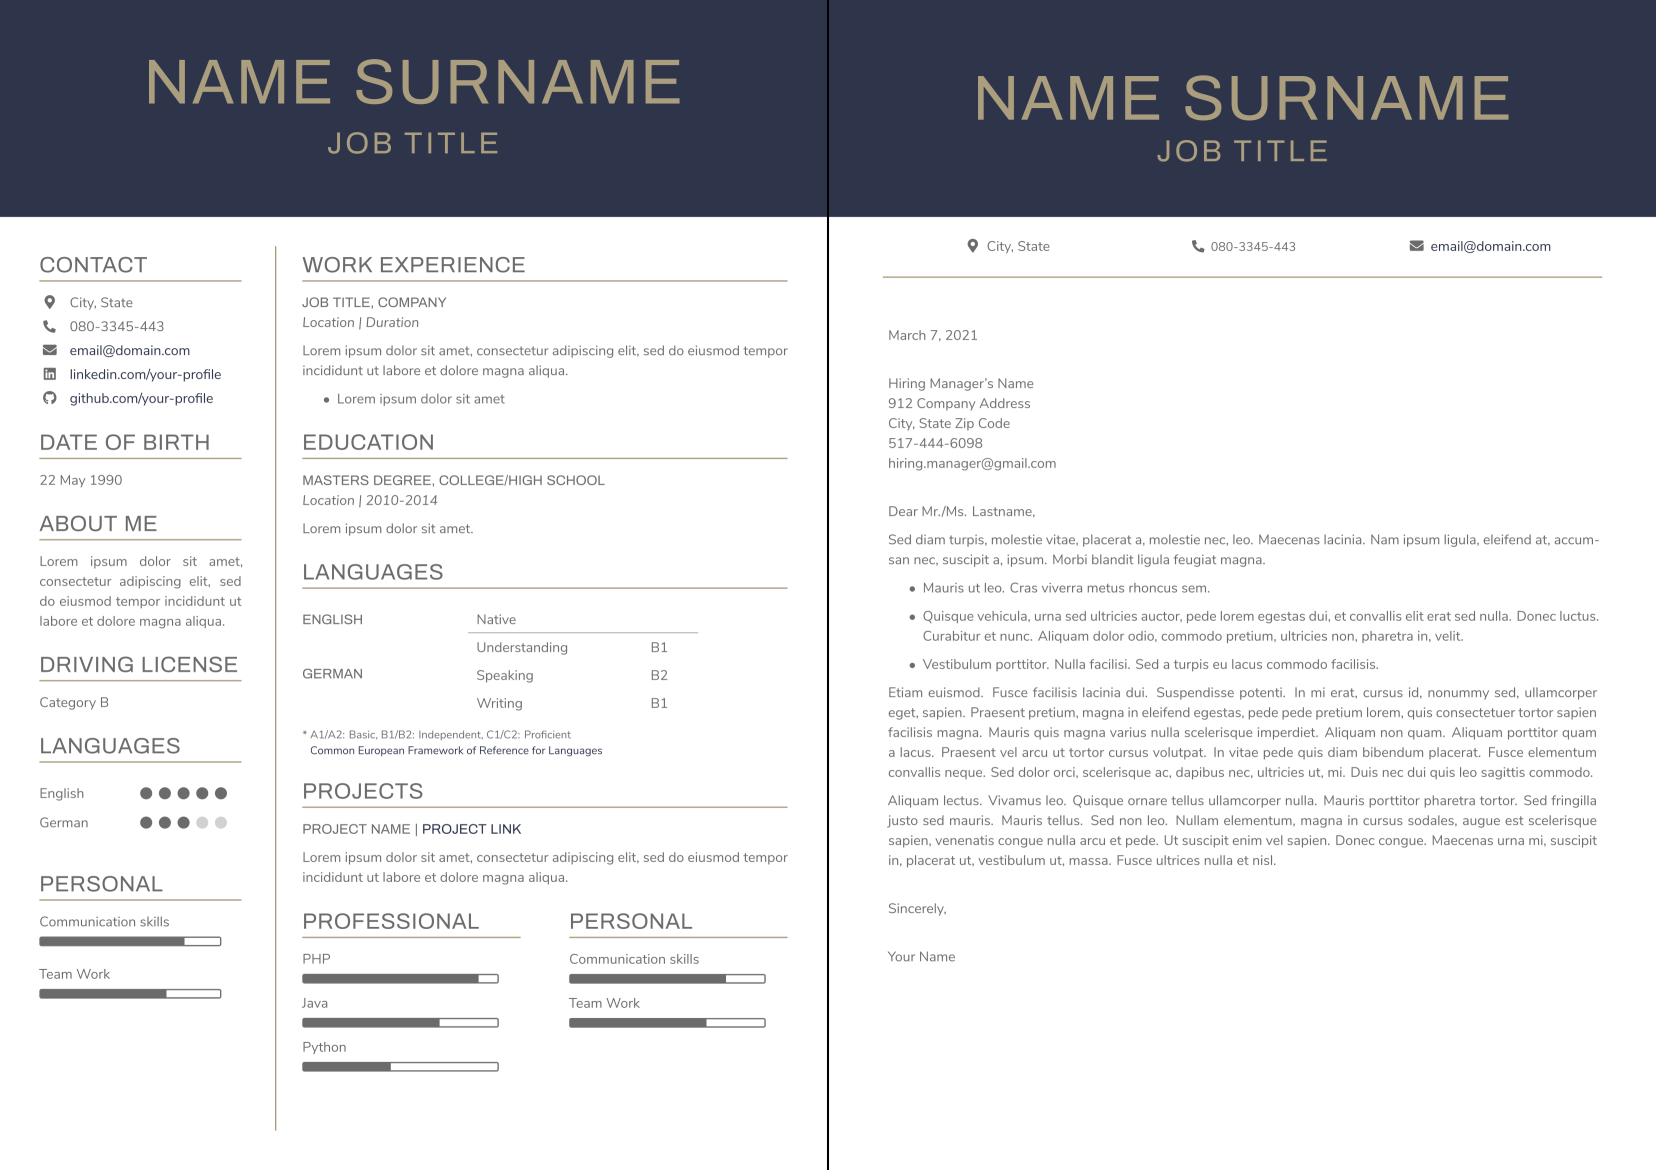 NAME SURNAME
JOB TITLE
CONTACT
City, State
080-3345-443
email@domain.com
linkedin.com/your-profile
github.com/your-profile
DATE OF BIRTH
22 May 1990
ABOUT ME
Lorem ipsum dolor sit amet,
consectetur adipiscing elit, sed
do eiusmod tempor incididunt ut
labore et dolore magna aliqua.
DRIVING LICENSE
Category B
LANGUAGES
English
German
PERSONAL
Communication skills
Team Work
WORK EXPERIENCE
JOB TITLE, COMPANY
Location | Duration
Lorem ipsum dolor sit amet, consectetur adipiscing elit, sed do eiusmod tempor
incididunt ut labore et dolore magna aliqua.
• Lorem ipsum dolor sit amet
EDUCATION
MASTERS DEGREE, COLLEGE/HIGH SCHOOL
Location | 2010-2014
Lorem ipsum dolor sit amet.
LANGUAGES
ENGLISH Native
Understanding B1
GERMAN Speaking B2
Writing B1
* A1/A2: Basic, B1/B2: Independent, C1/C2: Proficient
Common European Framework of Reference for Languages
PROJECTS
PROJECT NAME | PROJECT LINK
Lorem ipsum dolor sit amet, consectetur adipiscing elit, sed do eiusmod tempor
incididunt ut labore et dolore magna aliqua.
PROFESSIONAL
PHP
Java
Python
PERSONAL
Communication skills
Team Work
NAME SURNAME
JOB TITLE
City, State 080-3345-443 email@domain.com
March 7, 2021
Hiring Manager’s Name
912 Company Address
City, State Zip Code
517-444-6098
hiring.manager@gmail.com
Dear Mr./Ms. Lastname,
Sed diam turpis, molestie vitae, placerat a, molestie nec, leo. Maecenas lacinia. Nam ipsum ligula, eleifend at, accum-
san nec, suscipit a, ipsum. Morbi blandit ligula feugiat magna.
• Mauris ut leo. Cras viverra metus rhoncus sem.
• Quisque vehicula, urna sed ultricies auctor, pede lorem egestas dui, et convallis elit erat sed nulla. Donec luctus.
Curabitur et nunc. Aliquam dolor odio, commodo pretium, ultricies non, pharetra in, velit.
• Vestibulum porttitor. Nulla facilisi. Sed a turpis eu lacus commodo facilisis.
Etiam euismod. Fusce facilisis lacinia dui. Suspendisse potenti. In mi erat, cursus id, nonummy sed, ullamcorper
eget, sapien. Praesent pretium, magna in eleifend egestas, pede pede pretium lorem, quis consectetuer tortor sapien
facilisis magna. Mauris quis magna varius nulla scelerisque imperdiet. Aliquam non quam. Aliquam porttitor quam
a lacus. Praesent vel arcu ut tortor cursus volutpat. In vitae pede quis diam bibendum placerat. Fusce elementum
convallis neque. Sed dolor orci, scelerisque ac, dapibus nec, ultricies ut, mi. Duis nec dui quis leo sagittis commodo.
Aliquam lectus. Vivamus leo. Quisque ornare tellus ullamcorper nulla. Mauris porttitor pharetra tortor. Sed fringilla
justo sed mauris. Mauris tellus. Sed non leo. Nullam elementum, magna in cursus sodales, augue est scelerisque
sapien, venenatis congue nulla arcu et pede. Ut suscipit enim vel sapien. Donec congue. Maecenas urna mi, suscipit
in, placerat ut, vestibulum ut, massa. Fusce ultrices nulla et nisl.
Sincerely,
Your Name